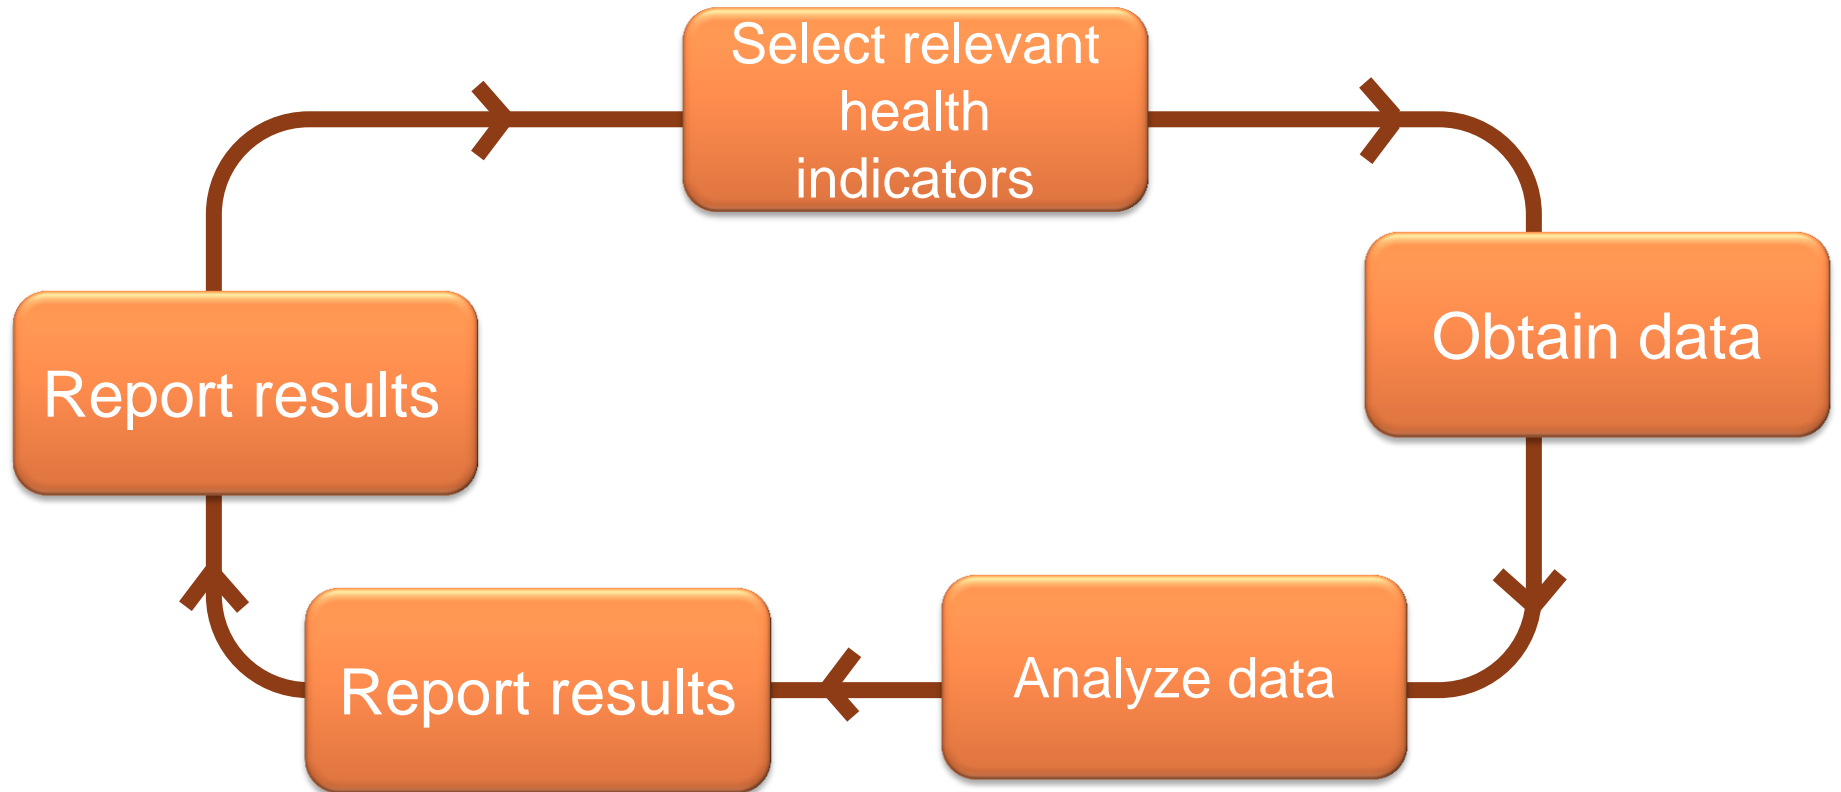 Select relevant
health
indicators
Obtain data
Analyze data
Report results
Report results